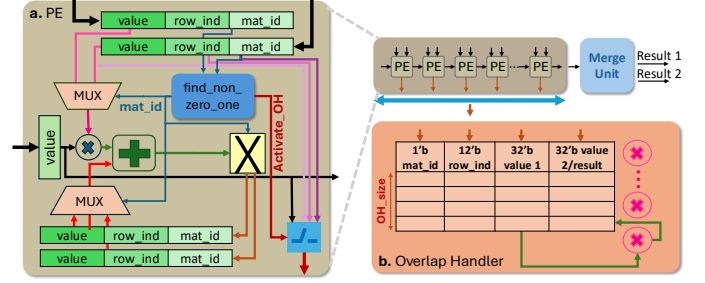 a. PE
value row_ind mat_id
value row_ind mat_id
MUX
mat_id
find_non_
zero_one
Activate_OH
value
X
MUX
value row_ind mat_id
value row_ind mat_id
PE PE PE PE ... PE
Merge
Unit
Result 1
Result 2
1'b
mat_id
12'b
row_ind
32'b
value 1
32'b value
2/result
OH_size
b. Overlap Handler